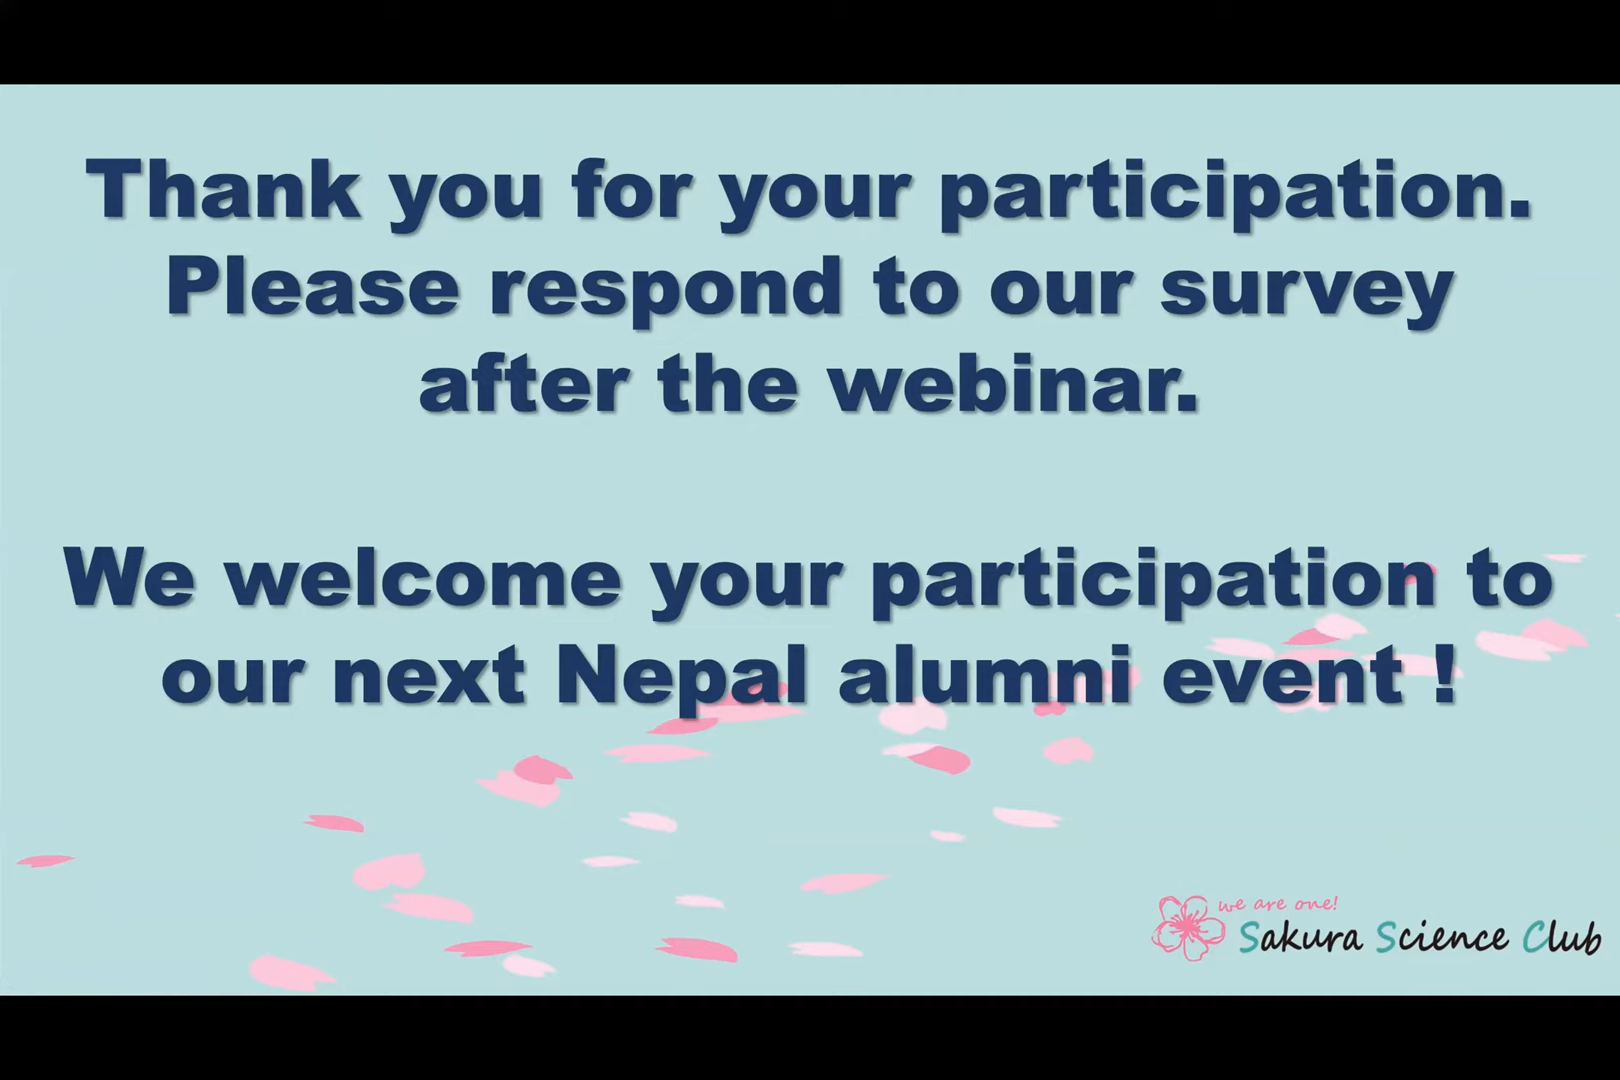 Thank you for your participation.
Please respond to our survey
after the webinar.
We welcome your participation to
our next Nepal alumni event !
we are one!
Sakura Science Club